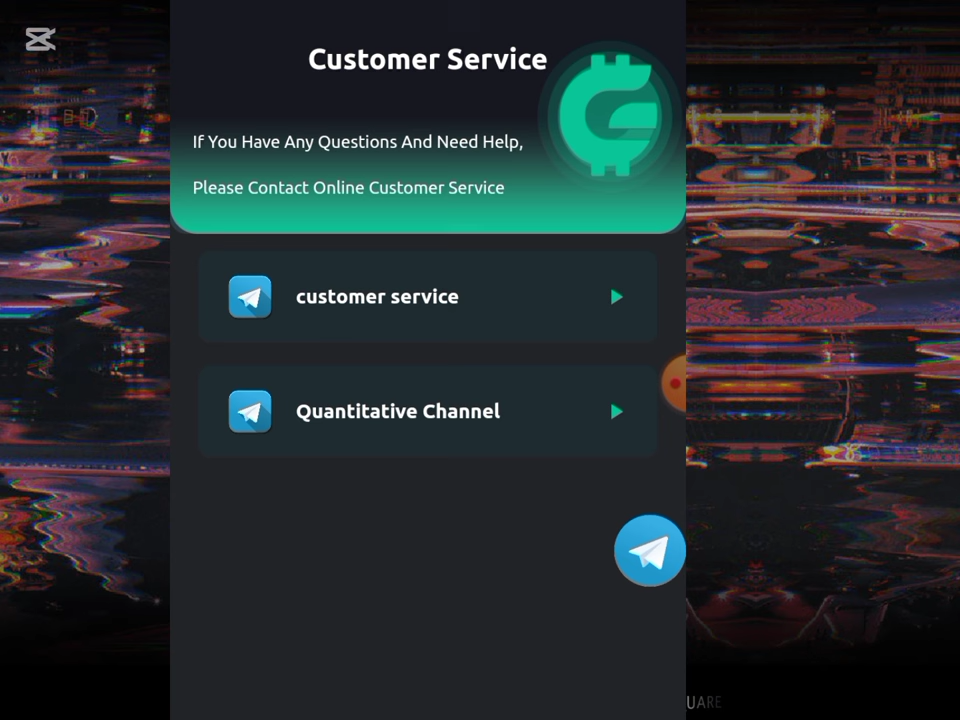 Customer Service
If You Have Any Questions And Need Help,
Please Contact Online Customer Service
customer service
Quantitative Channel
UARE